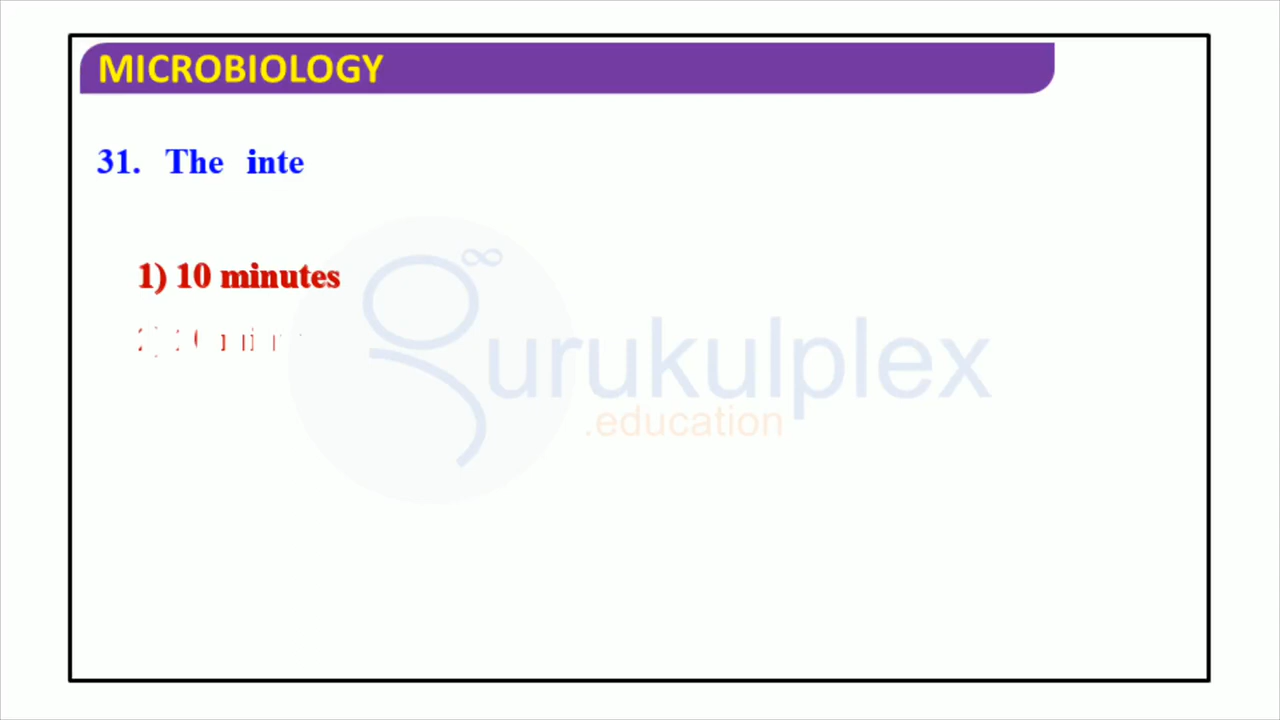 MICROBIOLOGY
31. The inte
1) 10 minutes
gurukulplex
.education